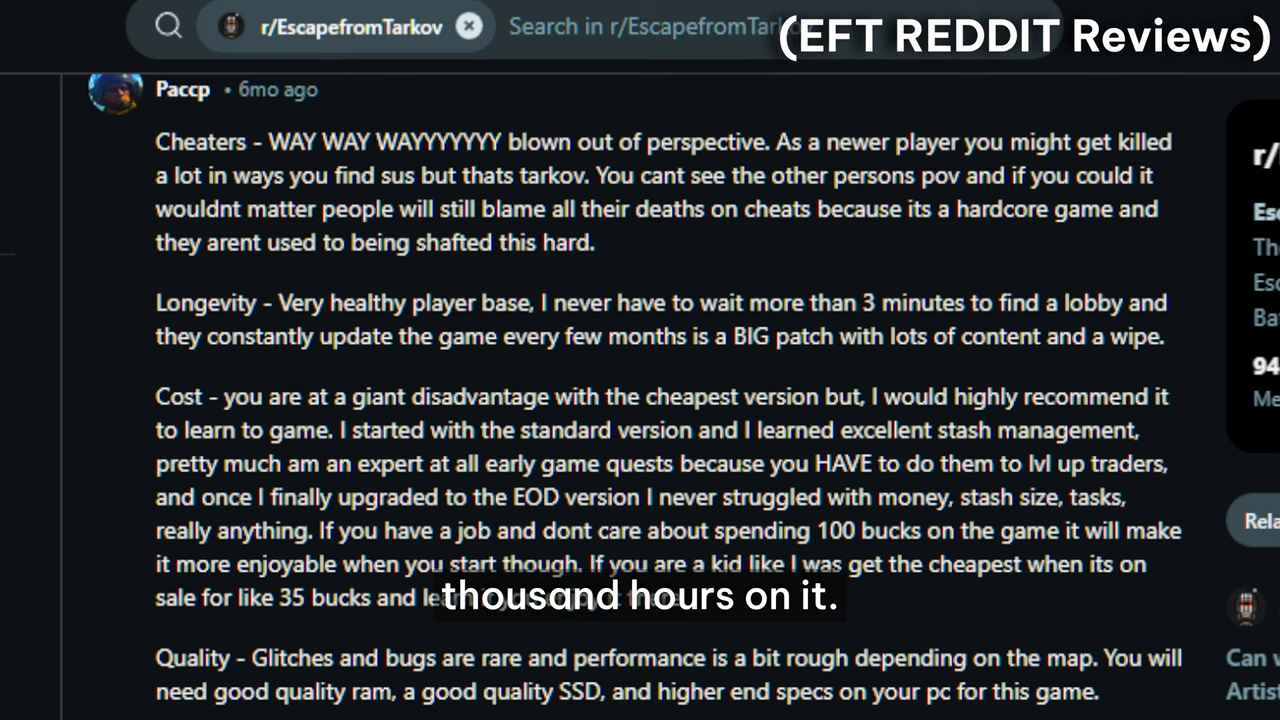 r/EscapefromTarkov
Search in r/EscapefromTar
(EFT REDDIT Reviews)
Paccp • 6mo ago
Cheaters - WAY WAY WAYYYYYYY blown out of perspective. As a newer player you might get killed
a lot in ways you find sus but thats tarkov. You cant see the other persons pov and if you could it
wouldnt matter people will still blame all their deaths on cheats because its a hardcore game and
they arent used to being shafted this hard.
Longevity - Very healthy player base, I never have to wait more than 3 minutes to find a lobby and
they constantly update the game every few months is a BIG patch with lots of content and a wipe.
Cost - you are at a giant disadvantage with the cheapest version but, I would highly recommend it
to learn to game. I started with the standard version and I learned excellent stash management,
pretty much am an expert at all early game quests because you HAVE to do them to lvl up traders,
and once I finally upgraded to the EOD version I never struggled with money, stash size, tasks,
really anything. If you have a job and dont care about spending 100 bucks on the game it will make
it more enjoyable when you start though. If you are a kid like I was get the cheapest when its on
sale for like 35 bucks and
thousand hours on it.
Quality - Glitches and bugs are rare and performance is a bit rough depending on the map. You will
need good quality ram, a good quality SSD, and higher end specs on your pc for this game.
r/
Es
Th
Esc
Ba
94
Me
Rela
Can
Artis